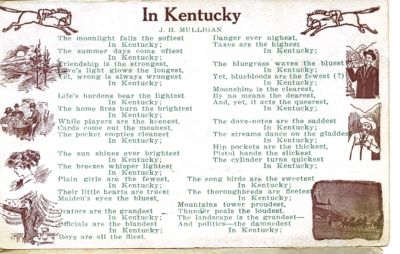 In Kentucky
J. H. MULLIGAN
The moonlight falls the softest
In Kentucky;
The summer days come oftest
In Kentucky;
Friendship is the strongest,
Love's light glows the longest,
Yet, wrong is always wrongest
In Kentucky.
Life's burdens bear the lightest
In Kentucky;
The home fires burn the brightest
In Kentucky;
While players are the keenest,
Cards come out the meanest,
The pocket empties cleanest
In Kentucky.
The sun shines ever brightest
In Kentucky;
The breezes whisper lightest
In Kentucky;
Plain girls are the fewest,
Their little hearts are truest
Maiden's eyes the bluest,
In Kentucky.
Orators are the grandest
In Kentucky;
Officials are the blandest
In Kentucky;
Boys are all the fliest,
Danger ever nighest,
Taxes are the highest
In Kentucky;
The bluegrass waves the bluest
In Kentucky;
Yet, bluebloods are the fewest (?)
In Kentucky;
Moonshine is the clearest,
By no means the dearest,
And, yet, it acts the queerest,
In Kentucky.
The dove-notes are the saddest
In Kentucky;
The streams dance on the gladdest
In Kentucky;
Hip pockets are the thickest,
Pistol hands the slickest
The cylinder turns quickest
In Kentucky.
The song birds are the sweetest
In Kentucky;
The thoroughbreds are fleetest
In Kentucky;
Mountains tower proudest,
Thunder peals the loudest,
The landscape is the grandest—
And politics—the damnedest
In Kentucky.